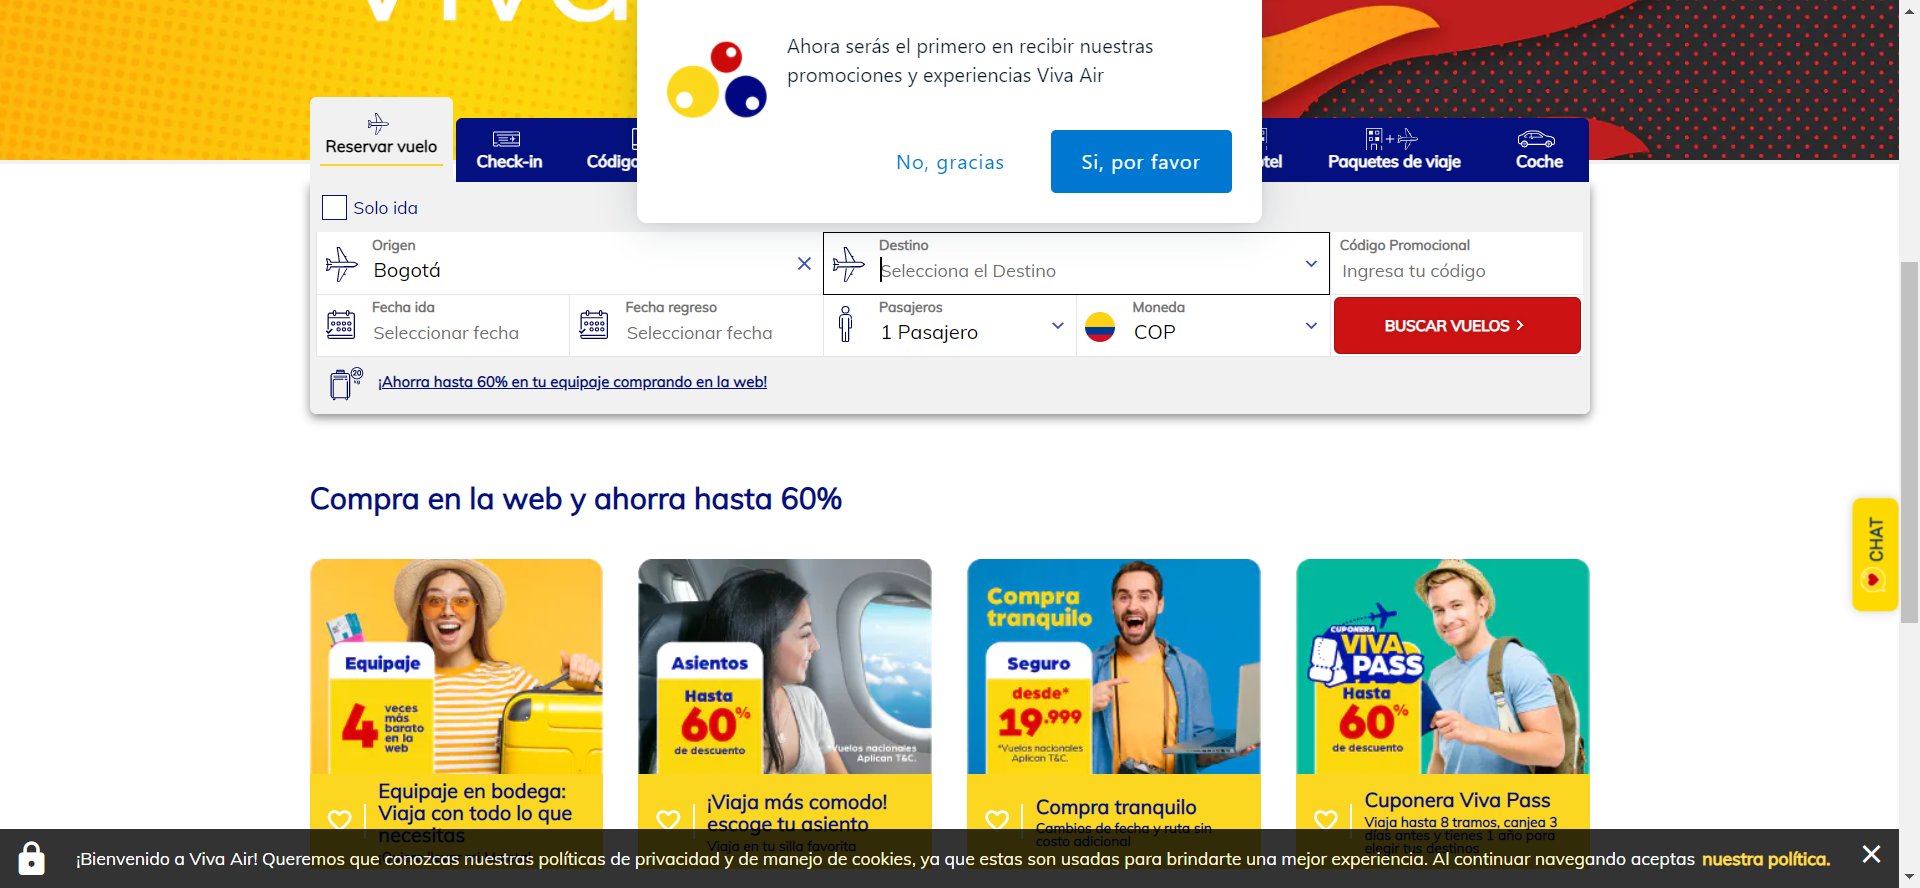 viva
Ahora serás el primero en recibir nuestras
promociones y experiencias Viva Air
No, gracias
Si, por favor
Reservar vuelo
Check-in
Código
Paquetes de viaje
Coche
Solo ida
Origen
Bogotá
Destino
Selecciona el Destino
Código Promocional
Ingresa tu código
Fecha ida
Seleccionar fecha
Fecha regreso
Seleccionar fecha
Pasajeros
1 Pasajero
Moneda
COP
BUSCAR VUELOS
20
kg
¡Ahorra hasta 60% en tu equipaje comprando en la web!
Compra en la web y ahorra hasta 60%
CHAT
Equipaje
4 veces
más
barato
en la
web
Equipaje en bodega:
Viaja con todo lo que
necesitas
Asientos
Hasta
60%
de descuento
*Vuelos nacionales
Aplican T&C.
¡Viaja más comodo!
escoge tu asiento
Viaja en tu silla favorita
Compra
tranquilo
Seguro
desde*
19.999
*Vuelos nacionales
Aplican T&C.
Compra tranquilo
Cambios de fecha y ruta sin
costo adicional
CUPONERA
VIVA
PASS
Hasta
60%
de descuento
Cuponera Viva Pass
Viaja hasta 8 tramos, canjea 3
días antes y tienes 1 año para
elegir tus destinos
¡Bienvenido a Viva Air! Queremos que conozcas nuestras políticas de privacidad y de manejo de cookies, ya que estas son usadas para brindarte una mejor experiencia. Al continuar navegando aceptas nuestra política.